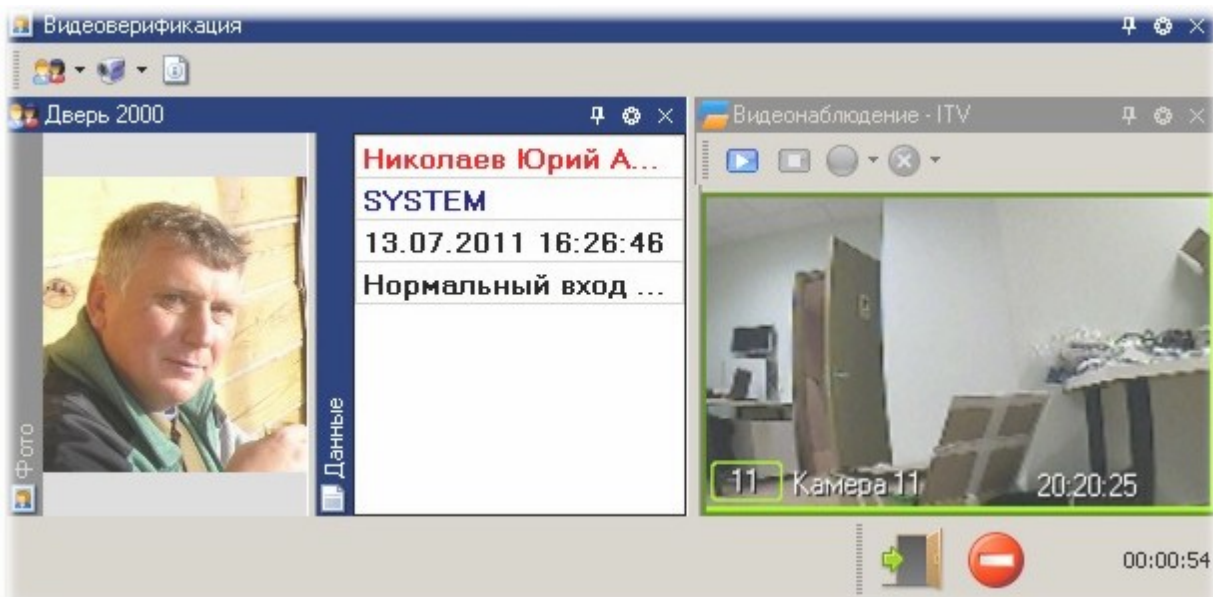 Видеоверификация
Дверь 2000
Видеонаблюдение - ITV
Фото
Данные
Николаев Юрий А...
SYSTEM
13.07.2011 16:26:46
Нормальный вход ...
11 Камера 11 20:20:25
00:00:54